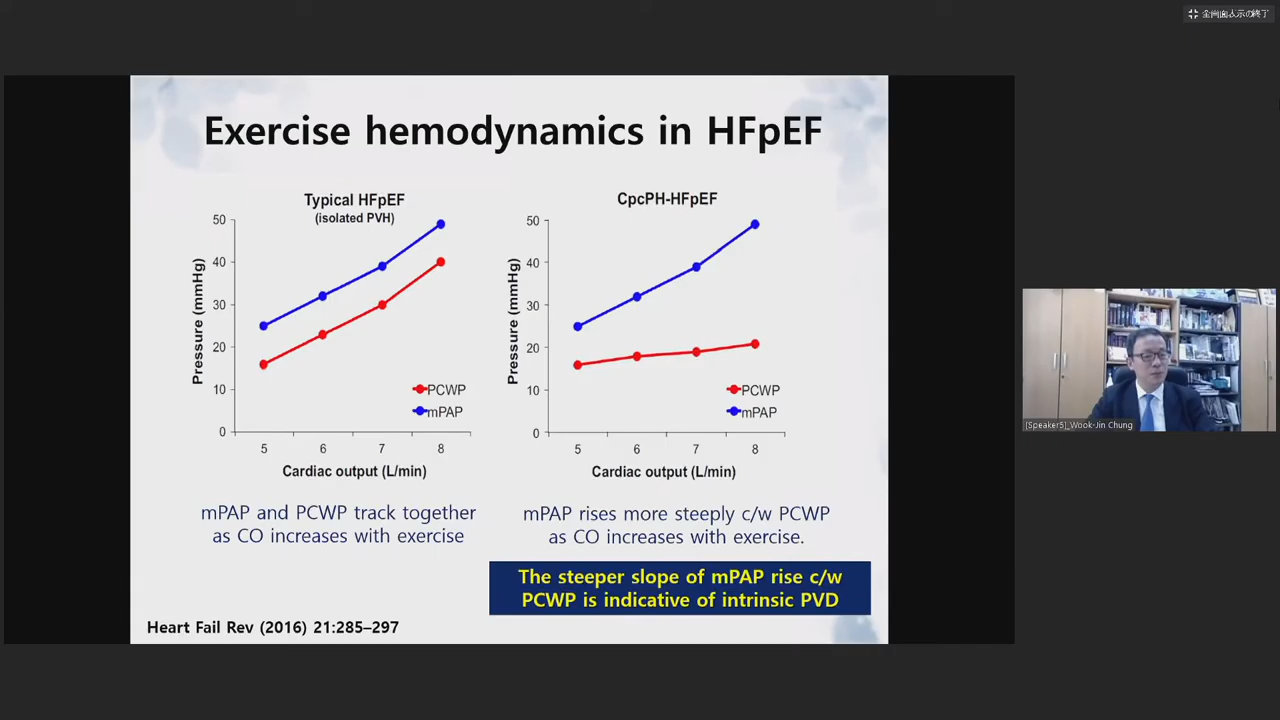 全画面表示の終了
Exercise hemodynamics in HFpEF
Typical HFpEF
(isolated PVH)
50
40
30
20
10
0
Pressure (mmHg)
PCWP
mPAP
5 6 7 8
Cardiac output (L/min)
mPAP and PCWP track together
as CO increases with exercise
CpcPH-HFpEF
50
40
30
20
10
0
Pressure (mmHg)
PCWP
mPAP
5 6 7 8
Cardiac output (L/min)
mPAP rises more steeply c/w PCWP
as CO increases with exercise.
The steeper slope of mPAP rise c/w
PCWP is indicative of intrinsic PVD
Heart Fail Rev (2016) 21:285–297
[Speaker5]_Wook-Jin Chung